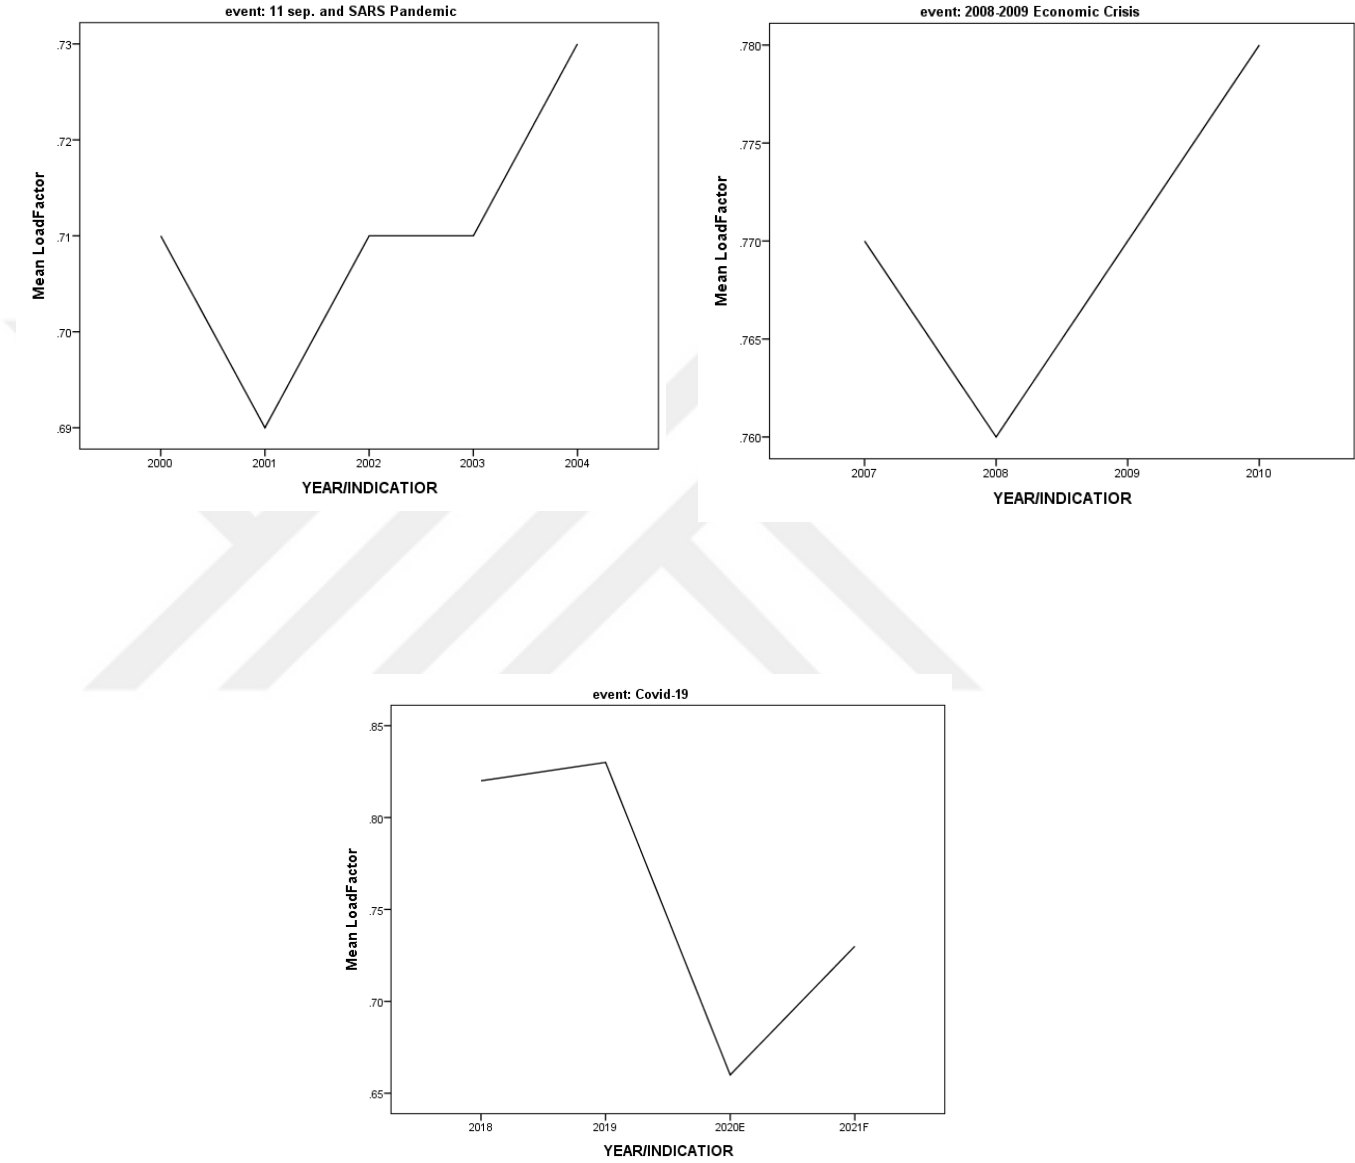 event: 11 sep. and SARS Pandemic
.73
.72
.71
.70
.69
Mean LoadFactor
2000 2001 2002 2003 2004
YEAR/INDICATIOR
event: 2008-2009 Economic Crisis
.780
.775
.770
.765
.760
Mean LoadFactor
2007 2008 2009 2010
YEAR/INDICATIOR
event: Covid-19
.85
.80
.75
.70
.65
Mean LoadFactor
2018 2019 2020E 2021F
YEAR/INDICATIOR